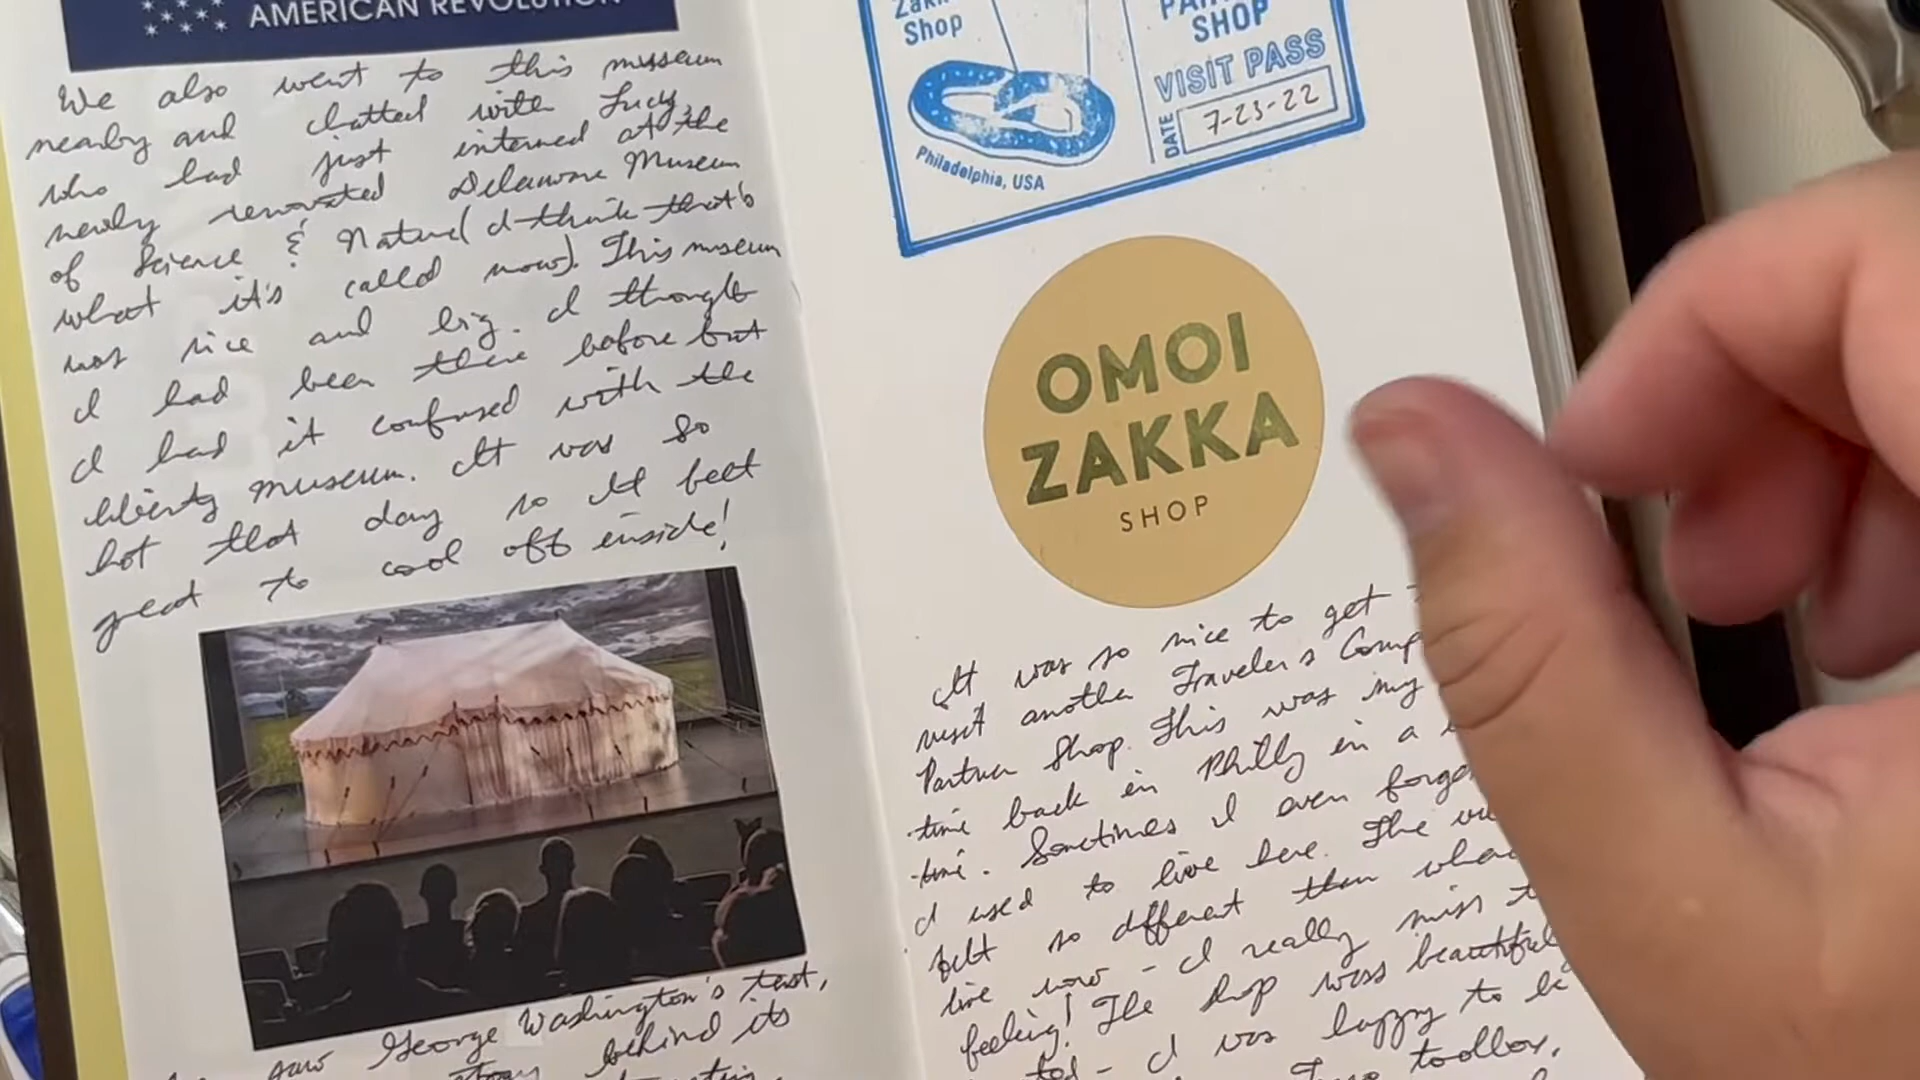 AMERICAN REVOLUTION
We also went to this museum
nearby and chatted with Lucy,
who had just interned at the
newly renovated Delaware Museum
of Science & Nature (I think that's
what it's called now). This museum
was nice and big. I thought
I had been there before but
I had it confused with the
liberty museum. It was so
hot that day so it felt
great to cool off inside!
saw George Washington's tent,
story behind its
Shop
Philadelphia, USA
SHOP
VISIT PASS
DATE 7-23-22
OMOI
ZAKKA
SHOP
It was so nice to get
visit another Traveler's Comp
Partner Shop. This was my
time back in Philly in a
time. Sometimes I even forg
I used to live here. The
felt so different than wha
live now - I really miss
feeling! The shop was beautiful
- I was happy to
toolbox,